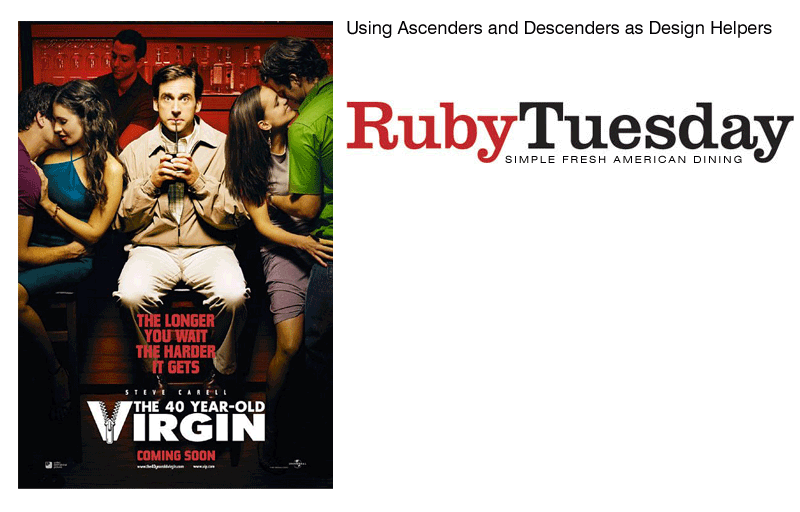 Using Ascenders and Descenders as Design Helpers
RubyTuesday
SIMPLE FRESH AMERICAN DINING
THE LONGER
YOU WAIT
THE HARDER
IT GETS
STEVE CARELL
THE 40 YEAR-OLD
VIRGIN
COMING SOON